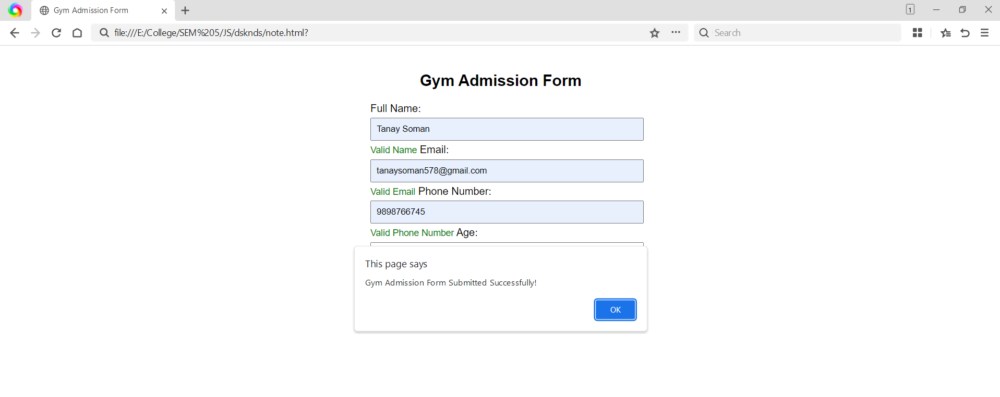 Gym Admission Form
1
file:///E:/College/SEM%205/JS/dsknds/note.html?
Search
Gym Admission Form
Full Name:
Tanay Soman
Valid Name Email:
tanaysoman578@gmail.com
Valid Email Phone Number:
9898766745
Valid Phone Number Age:
This page says
Gym Admission Form Submitted Successfully!
OK